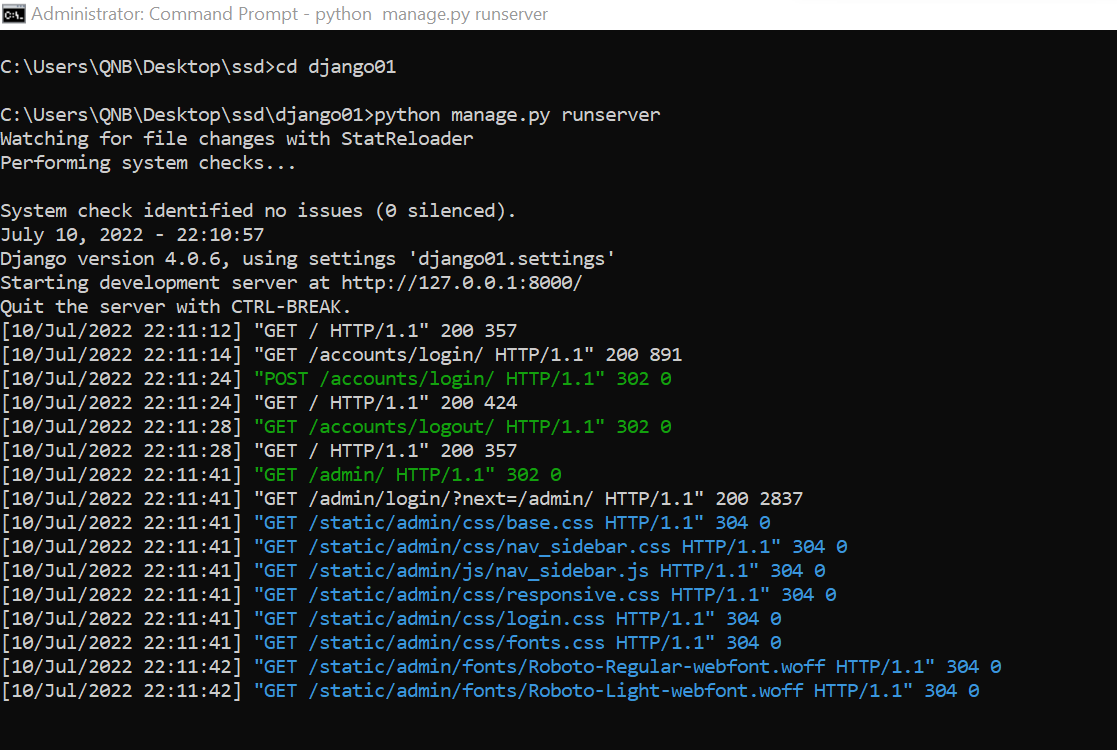 Administrator: Command Prompt - python  manage.py runserver
C:\Users\QNB\Desktop\ssd>cd django01
C:\Users\QNB\Desktop\ssd\django01>python manage.py runserver
Watching for file changes with StatReloader
Performing system checks...
System check identified no issues (0 silenced).
July 10, 2022 - 22:10:57
Django version 4.0.6, using settings 'django01.settings'
Starting development server at http://127.0.0.1:8000/
Quit the server with CTRL-BREAK.
[10/Jul/2022 22:11:12] "GET / HTTP/1.1" 200 357
[10/Jul/2022 22:11:14] "GET /accounts/login/ HTTP/1.1" 200 891
[10/Jul/2022 22:11:24] "POST /accounts/login/ HTTP/1.1" 302 0
[10/Jul/2022 22:11:24] "GET / HTTP/1.1" 200 424
[10/Jul/2022 22:11:28] "GET /accounts/logout/ HTTP/1.1" 302 0
[10/Jul/2022 22:11:28] "GET / HTTP/1.1" 200 357
[10/Jul/2022 22:11:41] "GET /admin/ HTTP/1.1" 302 0
[10/Jul/2022 22:11:41] "GET /admin/login/?next=/admin/ HTTP/1.1" 200 2837
[10/Jul/2022 22:11:41] "GET /static/admin/css/base.css HTTP/1.1" 304 0
[10/Jul/2022 22:11:41] "GET /static/admin/css/nav_sidebar.css HTTP/1.1" 304 0
[10/Jul/2022 22:11:41] "GET /static/admin/js/nav_sidebar.js HTTP/1.1" 304 0
[10/Jul/2022 22:11:41] "GET /static/admin/css/responsive.css HTTP/1.1" 304 0
[10/Jul/2022 22:11:41] "GET /static/admin/css/login.css HTTP/1.1" 304 0
[10/Jul/2022 22:11:41] "GET /static/admin/css/fonts.css HTTP/1.1" 304 0
[10/Jul/2022 22:11:42] "GET /static/admin/fonts/Roboto-Regular-webfont.woff HTTP/1.1" 304 0
[10/Jul/2022 22:11:42] "GET /static/admin/fonts/Roboto-Light-webfont.woff HTTP/1.1" 304 0